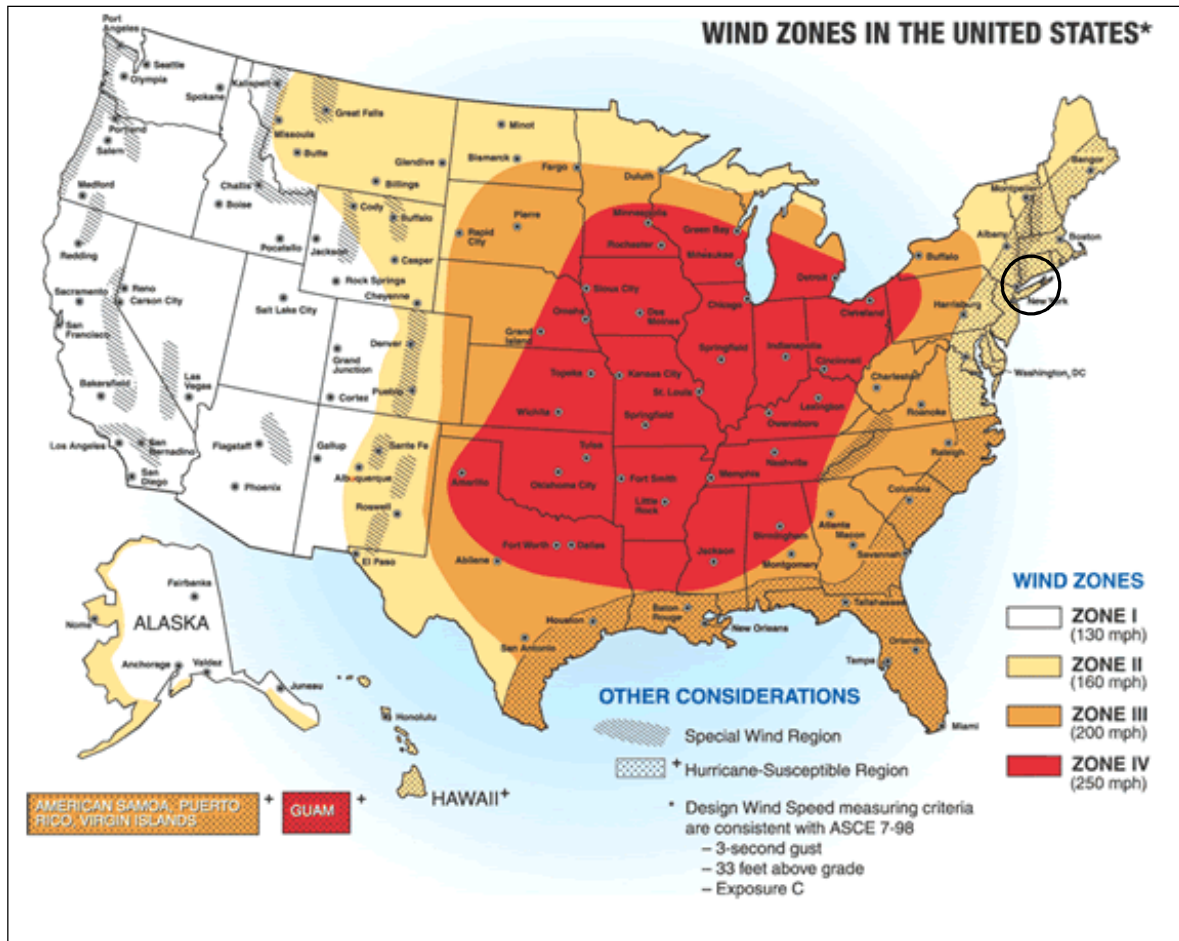 WIND ZONES IN THE UNITED STATES*
Port
Angeles
Seattle
Olympia
Spokane
Kalispell
Great Falls
Portland
Salem
Missoula
Butte
Glendive
Billings
Minot
Bismarck
Fargo
Duluth
Medford
Challis
Boise
Pocatello
Jackson
Cody
Buffalo
Casper
Rapid
City
Pierre
Minneapolis
Rochester
Green Bay
Milwaukee
Detroit
Buffalo
Albany
Montpelier
Bangor
Boston
New York
Redding
Reno
Carson City
Sacramento
San
Francisco
Salt Lake City
Rock Springs
Cheyenne
Sioux City
Omaha
Des
Moines
Chicago
Cleveland
Harrisburg
Washington, DC
Grand
Island
Denver
Grand
Junction
Pueblo
Cortez
Las
Vegas
Bakersfield
Topeka
Kansas City
Springfield
St. Louis
Springfield
Indianapolis
Cincinnati
Lexington
Owensboro
Charleston
Roanoke
Raleigh
Wichita
Tulsa
Oklahoma City
Amarillo
Fort Smith
Little
Rock
Memphis
Nashville
Los Angeles
San
Bernadino
San
Diego
Flagstaff
Phoenix
Gallup
Sante Fe
Albuquerque
Roswell
El Paso
Abilene
Fort Worth
Dallas
Jackson
Birmingham
Montgomery
Atlanta
Macon
Columbia
Savannah
Tallahassee
Orlando
Tampa
Miami
Houston
San Antonio
Baton
Rouge
New Orleans
Fairbanks
Nome
ALASKA
Anchorage
Valdez
Juneau
Honolulu
HAWAII+
AMERICAN SAMOA, PUERTO
RICO, VIRGIN ISLANDS
+
GUAM
+
OTHER CONSIDERATIONS
Special Wind Region
+ Hurricane-Susceptible Region
* Design Wind Speed measuring criteria
are consistent with ASCE 7-98
– 3-second gust
– 33 feet above grade
– Exposure C
WIND ZONES
ZONE I
(130 mph)
ZONE II
(160 mph)
ZONE III
(200 mph)
ZONE IV
(250 mph)